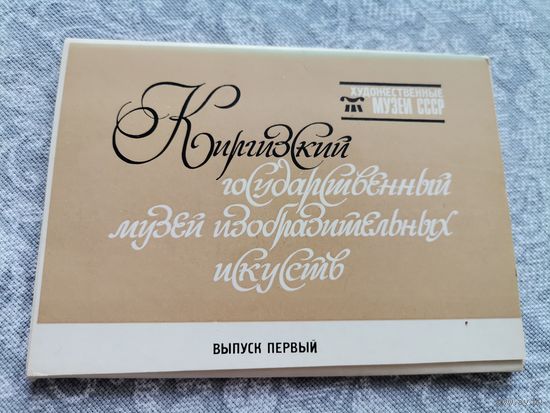 ХУДОЖЕСТВЕННЫЕ
МУЗЕИ СССР
Киргизский
государственный
музей изобразительных
искусств
ВЫПУСК ПЕРВЫЙ